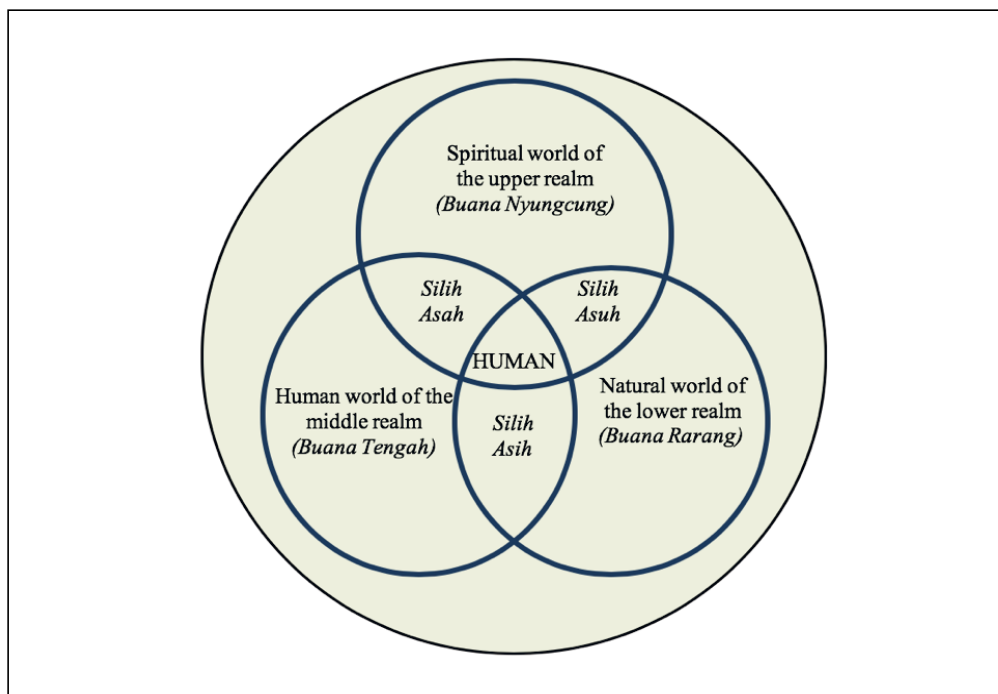 Spiritual world of
the upper realm
(Buana Nyungcung)
Silih
Asah
Silih
Asuh
HUMAN
Human world of the
middle realm
(Buana Tengah)
Natural world of
the lower realm
(Buana Rarang)
Silih
Asih